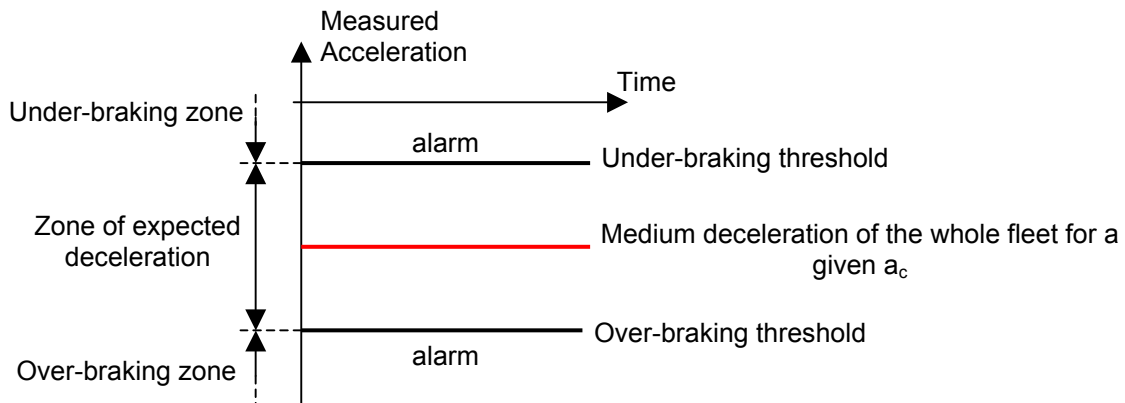 Measured
Acceleration
Time
Under-braking zone
alarm
Under-braking threshold
Zone of expected
deceleration
Medium deceleration of the whole fleet for a
given a_c
Over-braking threshold
alarm
Over-braking zone